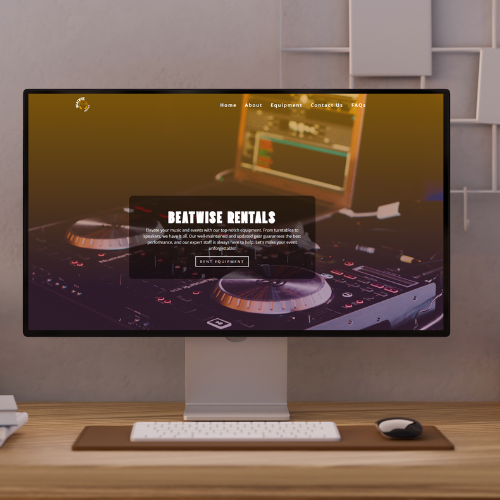 Home About Equipment Contact Us FAQs
BEATWISE RENTALS
Elevate your music and events with our top-notch equipment. From turntables to
speakers, we have it all. Our well-maintained and updated gear guarantees the best
performance, and our expert staff is always here to help. Let's make your event
unforgettable!
RENT EQUIPMENT